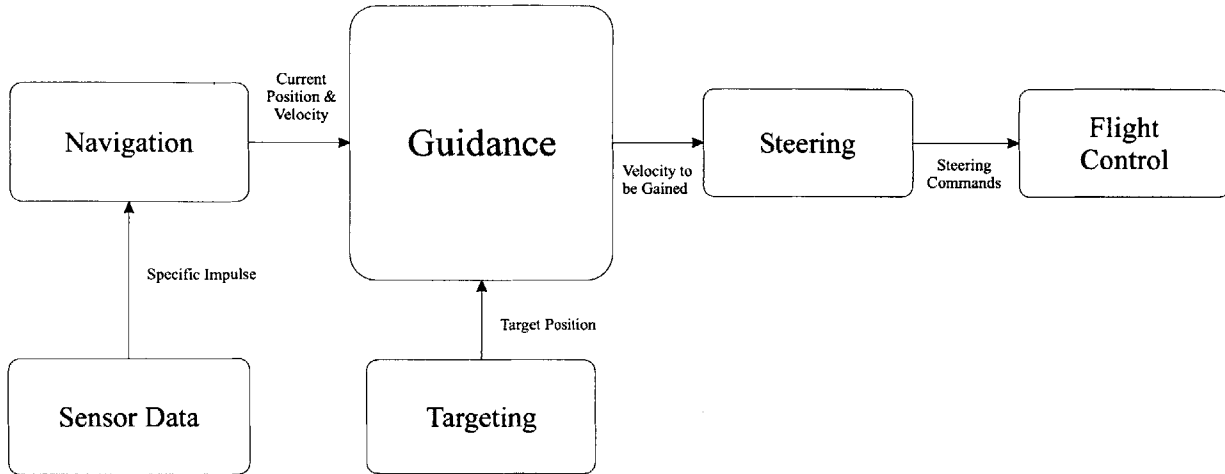 Current
Position &
Velocity
Navigation
Guidance
Steering
Flight
Control
Velocity to
be Gained
Steering
Commands
Specific Impulse
Target Position
Sensor Data
Targeting